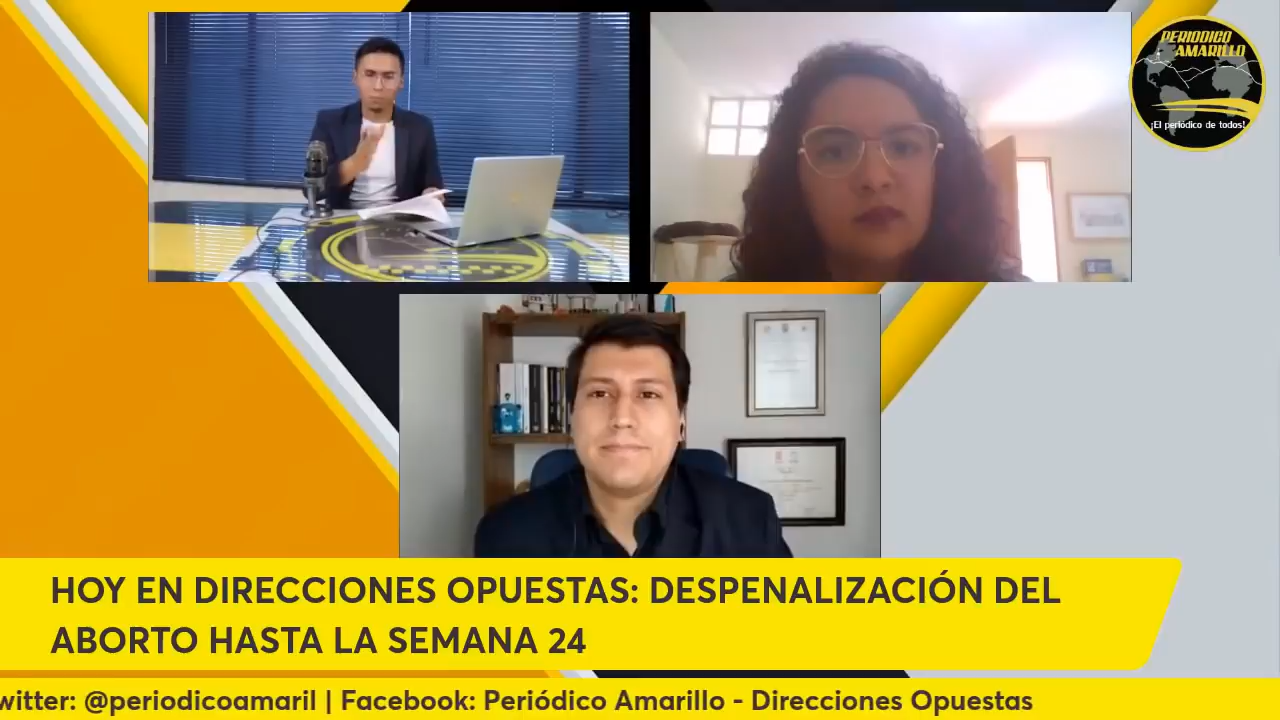 PERIODICO
AMARILLO
¡El periódico de todos!
HOY EN DIRECCIONES OPUESTAS: DESPENALIZACIÓN DEL
ABORTO HASTA LA SEMANA 24
witter: @periodicoamaril | Facebook: Periódico Amarillo - Direcciones Opuestas